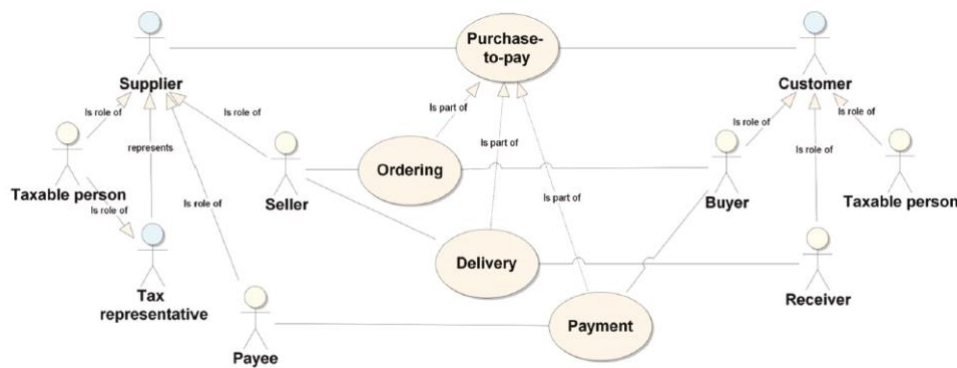 Purchase-
to-pay
Supplier
Customer
Is role of
represents
Is role of
Is part of
Is part of
Is part of
Is role of
Is role of
Is role of
Taxable person
Is role of
Is role of
Seller
Ordering
Buyer
Taxable person
Tax
representative
Delivery
Receiver
Payee
Payment